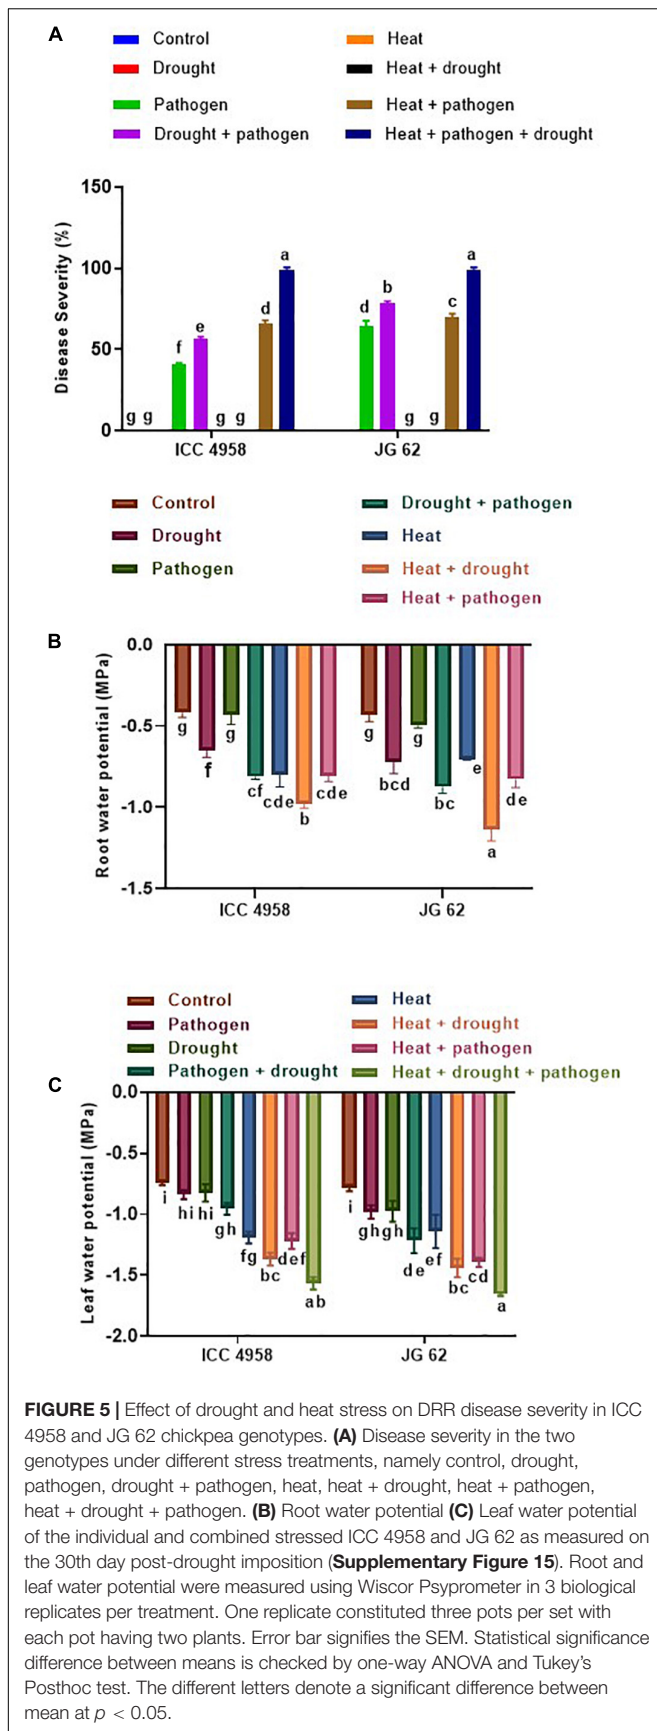 A
Control
Heat
Drought
Heat + drought
Pathogen
Heat + pathogen
Drought + pathogen
Heat + pathogen + drought
Disease Severity (%)
150
100
50
0
g g f e g g d a
d b g g c a
ICC 4958
JG 62
Control
Drought + pathogen
Drought
Heat
Pathogen
Heat + drought
Heat + pathogen
B
Root water potential (MPa)
0.0
-0.5
-1.0
-1.5
g f g cf cde b cde
g bcd g bc e a de
ICC 4958
JG 62
Control
Heat
Pathogen
Heat + drought
Drought
Heat + pathogen
Pathogen + drought
Heat + drought + pathogen
C
Leaf water potential (MPa)
0.0
-0.5
-1.0
-1.5
-2.0
i hi hi gh fg bc def ab
i gh gh de ef bc cd a
ICC 4958
JG 62
FIGURE 5 | Effect of drought and heat stress on DRR disease severity in ICC
4958 and JG 62 chickpea genotypes. (A) Disease severity in the two
genotypes under different stress treatments, namely control, drought,
pathogen, drought + pathogen, heat, heat + drought, heat + pathogen,
heat + drought + pathogen. (B) Root water potential (C) Leaf water potential
of the individual and combined stressed ICC 4958 and JG 62 as measured on
the 30th day post-drought imposition (Supplementary Figure 15). Root and
leaf water potential were measured using Wiscor Psyprometer in 3 biological
replicates per treatment. One replicate constituted three pots per set with
each pot having two plants. Error bar signifies the SEM. Statistical significance
difference between means is checked by one-way ANOVA and Tukey's
Posthoc test. The different letters denote a significant difference between
mean at p < 0.05.